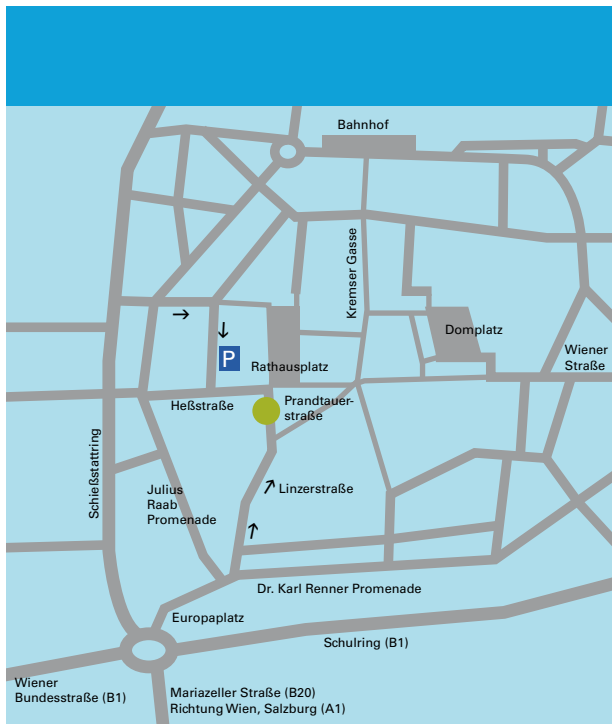 Bahnhof
Kremser Gasse
Domplatz
P
Rathausplatz
Wiener
Straße
Heßstraße
Prandtauer-
straße
Schießstattring
Julius
Raab
Promenade
Linzerstraße
Dr. Karl Renner Promenade
Europaplatz
Schulring (B1)
Wiener
Bundesstraße (B1)
Mariazeller Straße (B20)
Richtung Wien, Salzburg (A1)